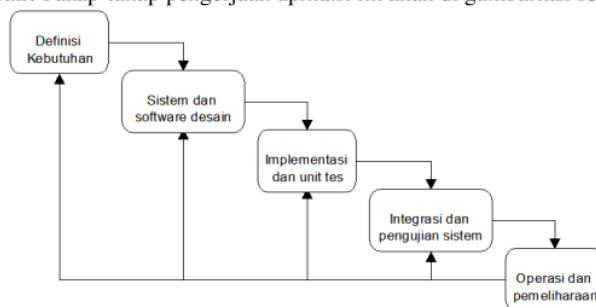 Definisi
Kebutuhan
Sistem dan
software desain
Implementasi
dan unit tes
Integrasi dan
pengujian sistem
Operasi dan
pemeliharaan